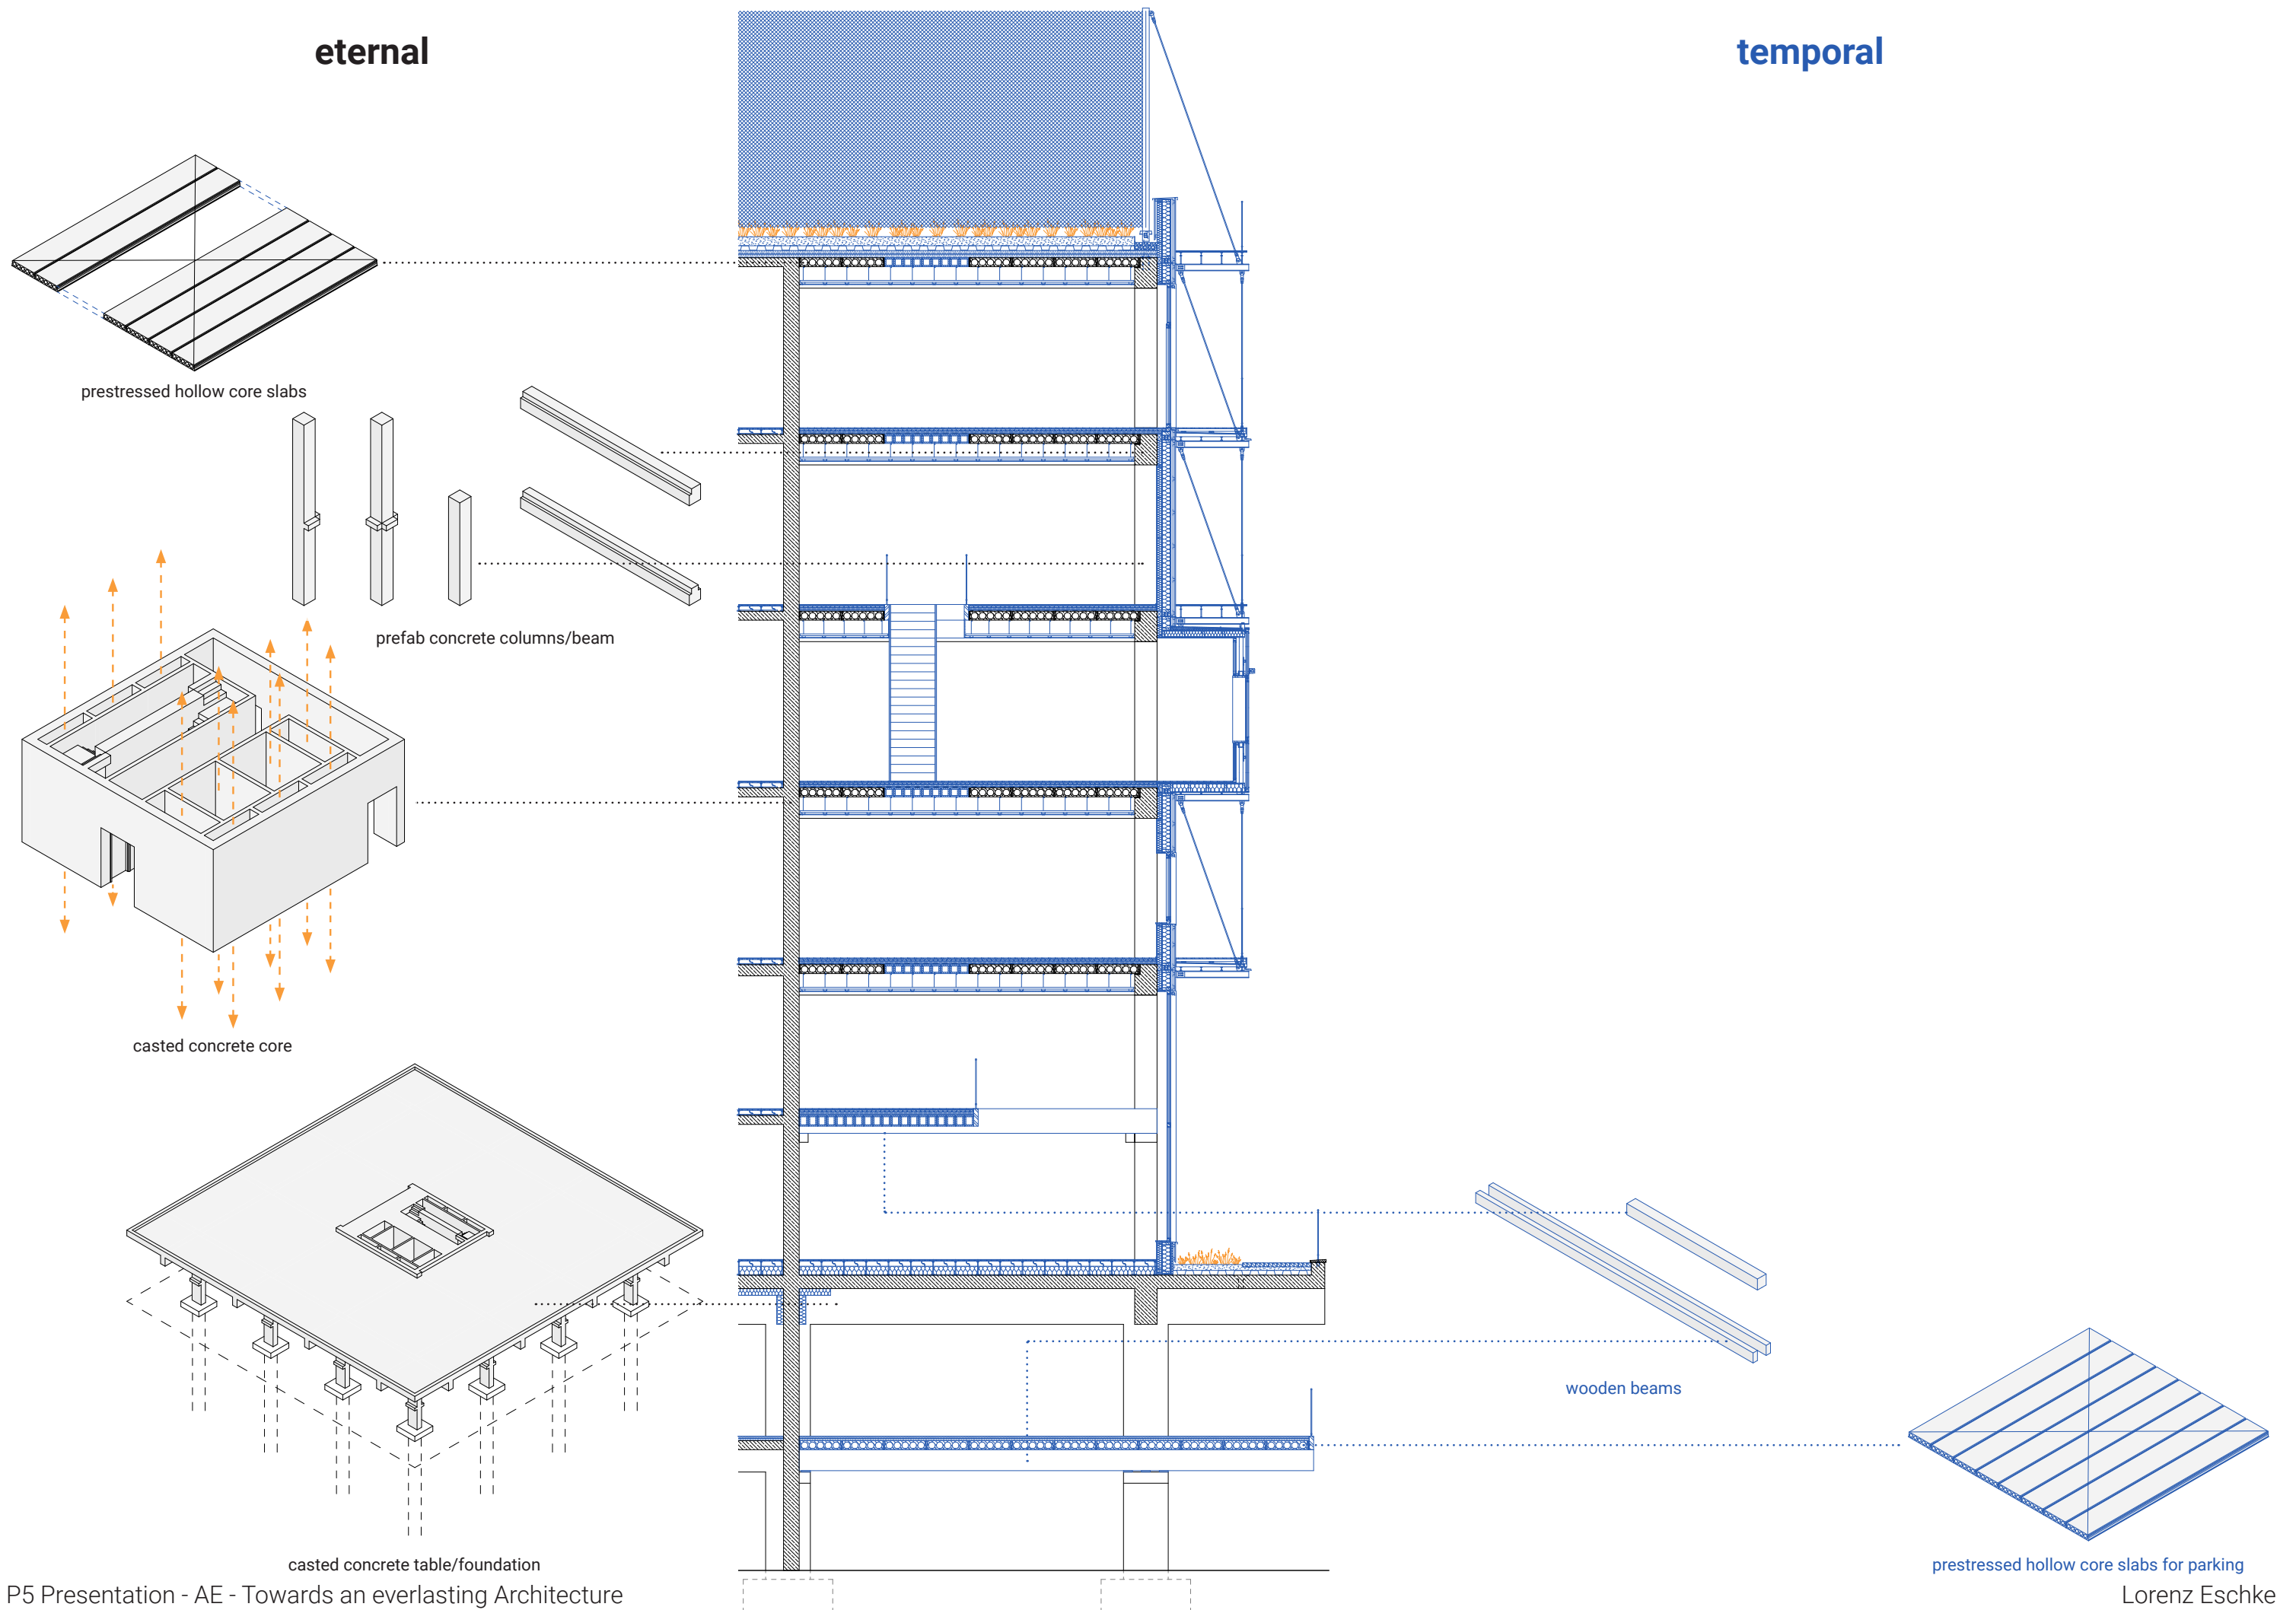 eternal
temporal
prestressed hollow core slabs
prefab concrete columns/beam
casted concrete core
wooden beams
casted concrete table/foundation
prestressed hollow core slabs for parking
P5 Presentation - AE - Towards an everlasting Architecture
Lorenz Eschke